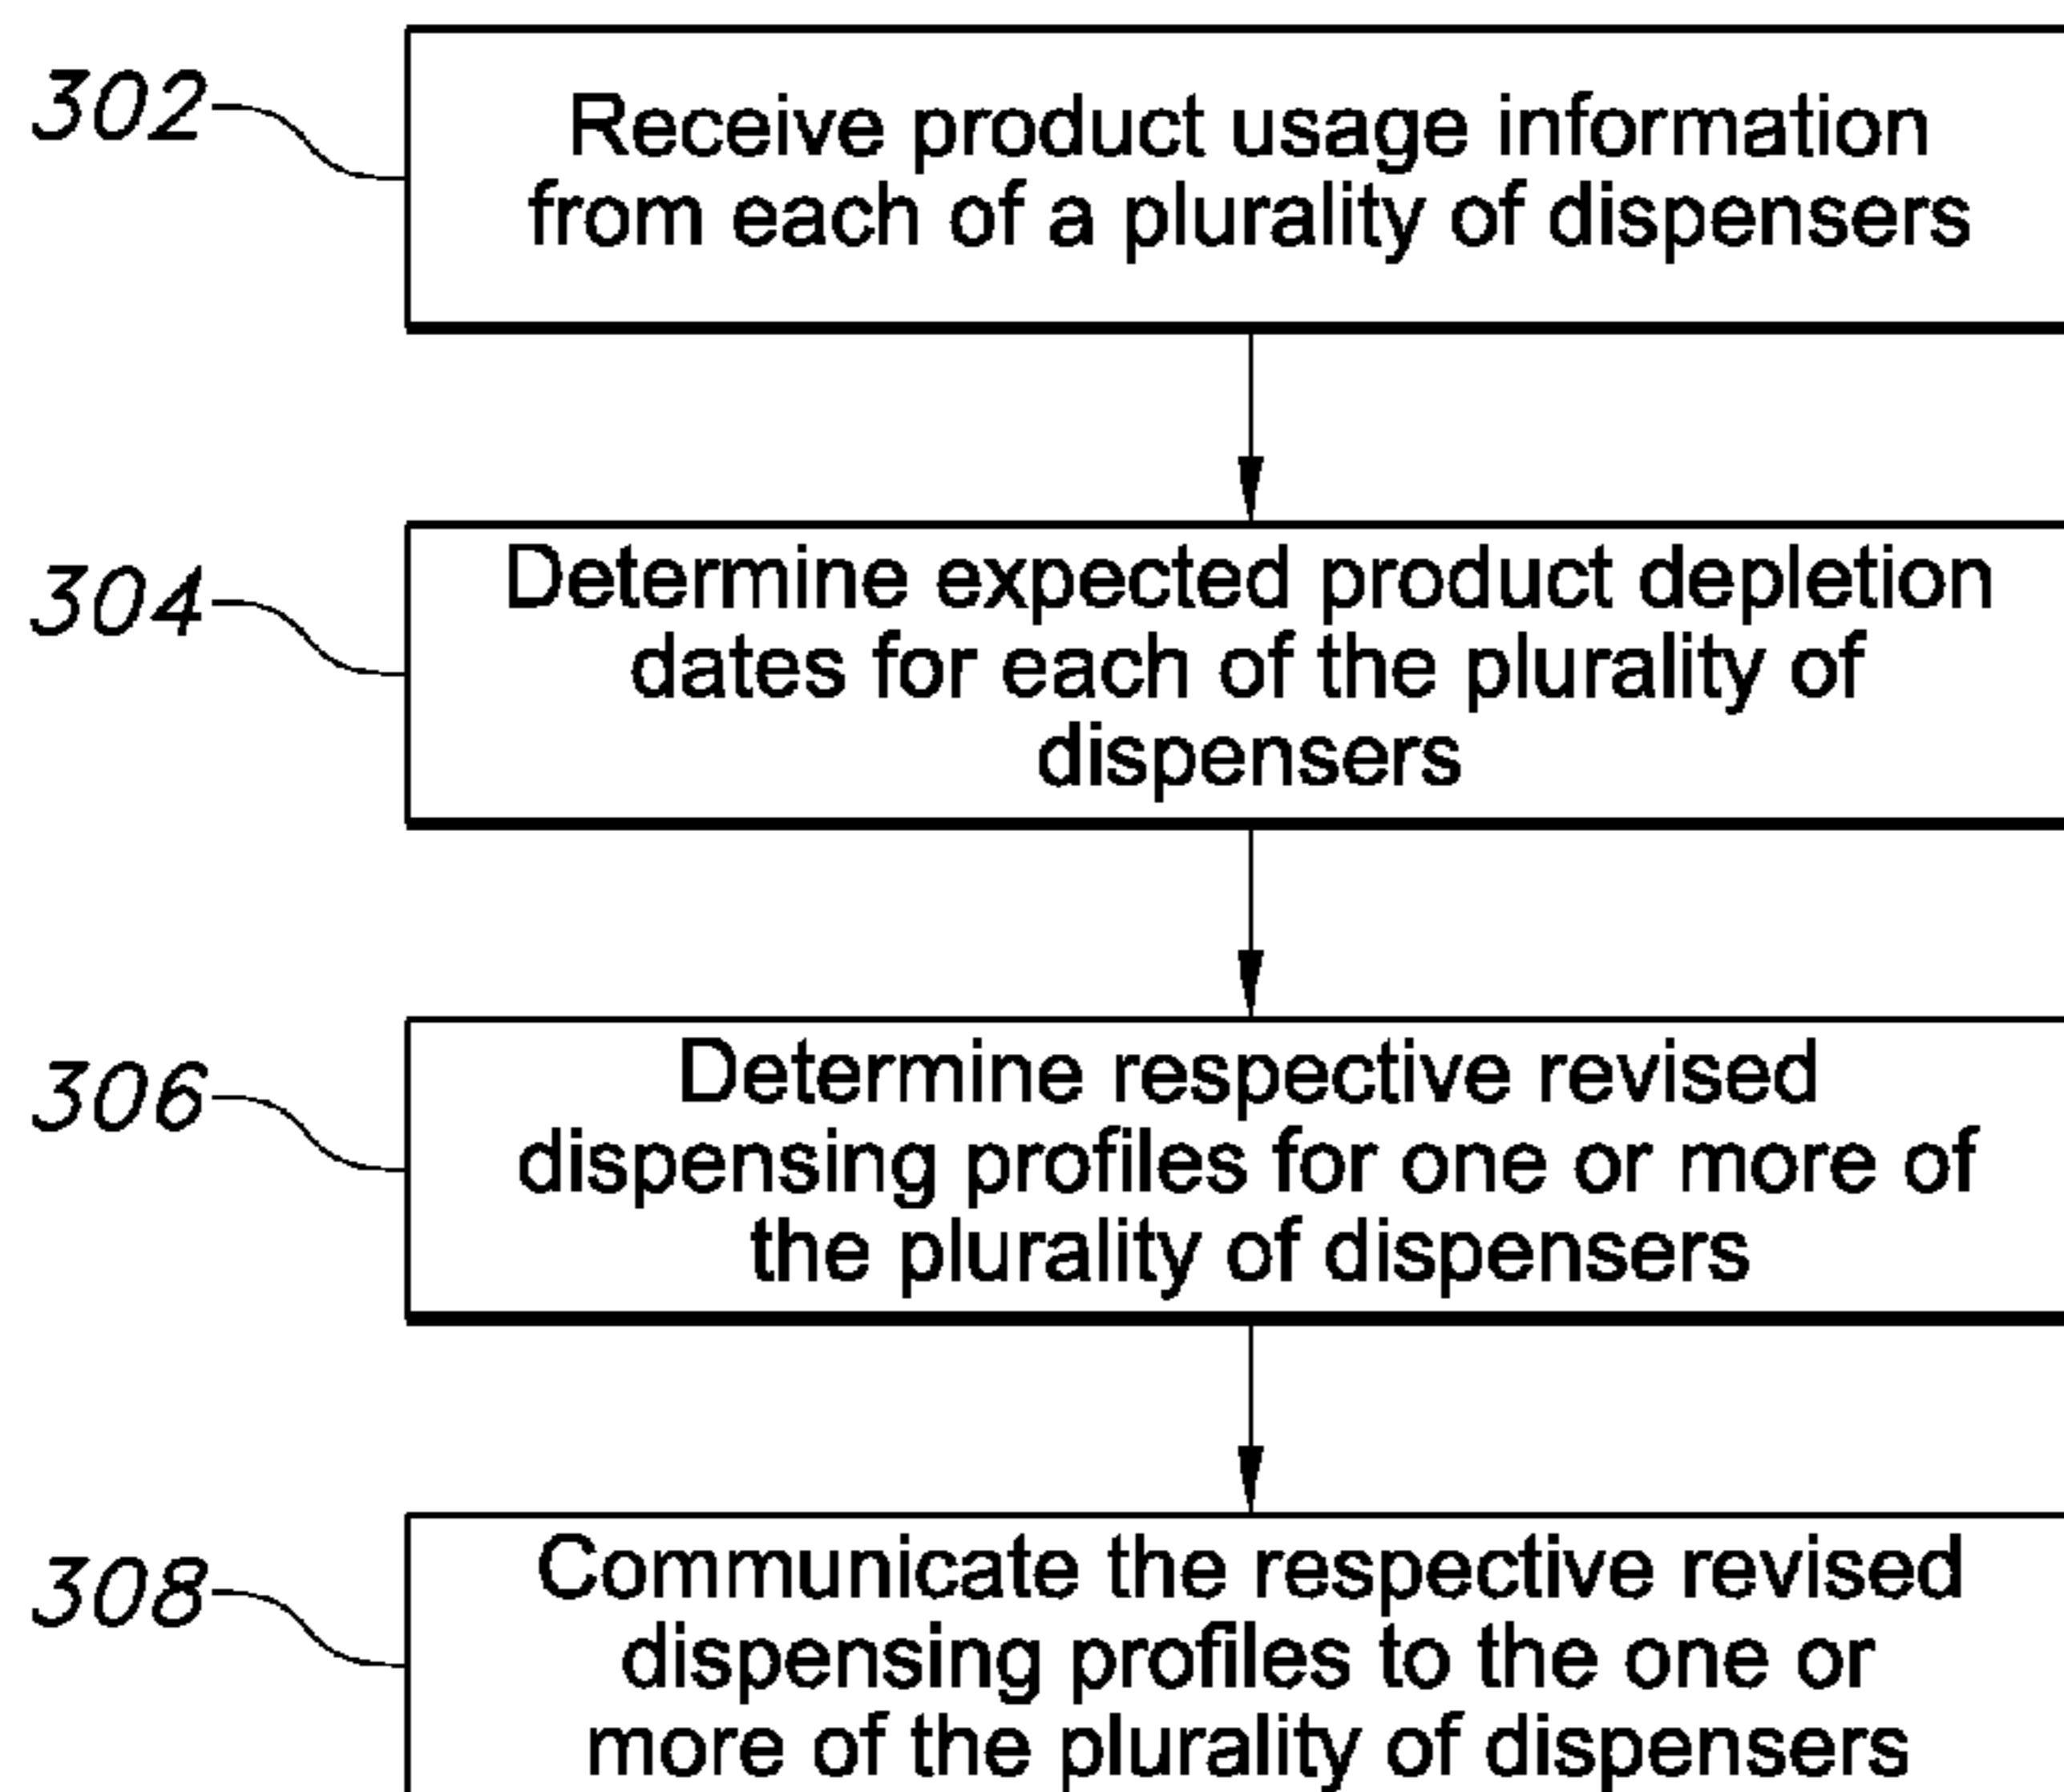 302
Receive product usage information
from each of a plurality of dispensers
304
Determine expected product depletion
dates for each of the plurality of
dispensers
306
Determine respective revised
dispensing profiles for one or more of
the plurality of dispensers
308
Communicate the respective revised
dispensing profiles to the one or
more of the plurality of dispensers